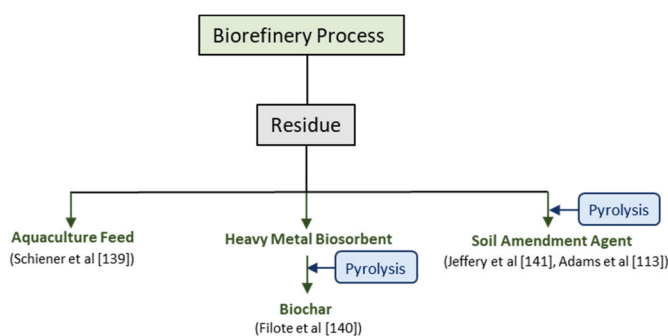 Biorefinery Process
Residue
Pyrolysis
Aquaculture Feed
(Schiener et al [139])
Heavy Metal Biosorbent
Soil Amendment Agent
(Jeffery et al [141], Adams et al [113])
Pyrolysis
Biochar
(Filote et al [140])